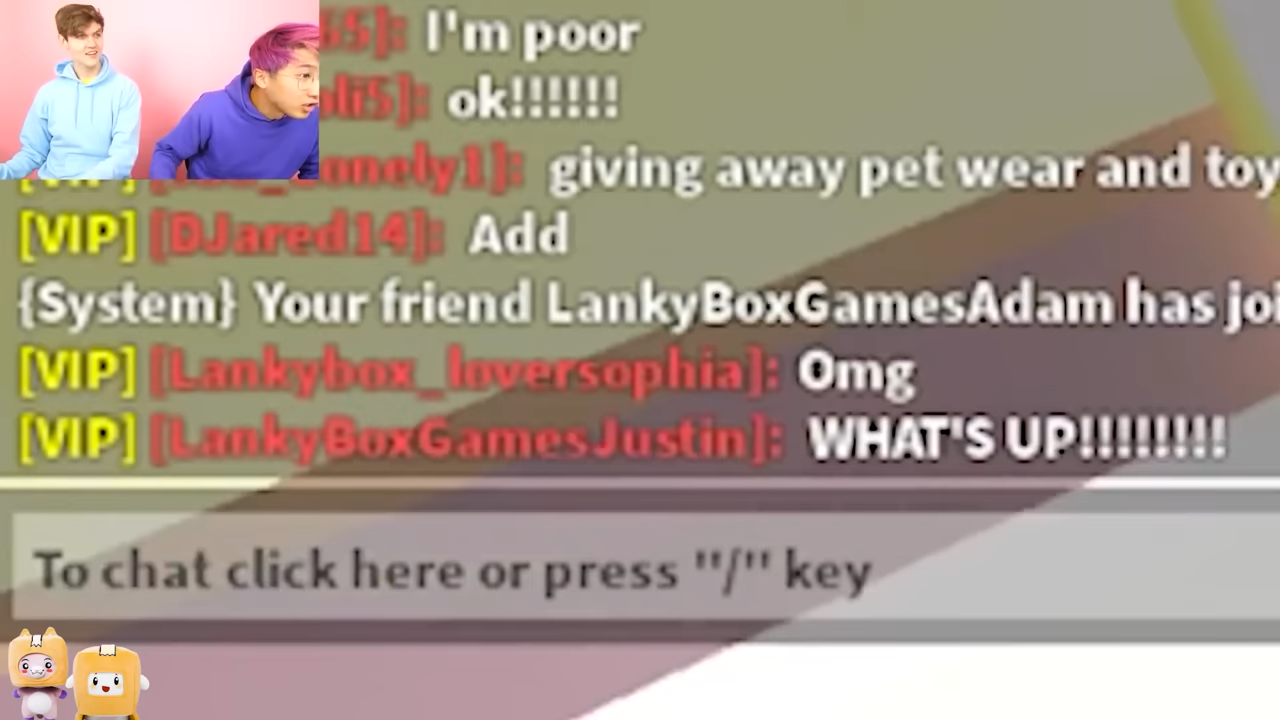 I'm poor
ok!!!!!!
giving away pet wear and toy
[VIP] [DJared14]: Add
{System} Your friend LankyBoxGamesAdam has joi
[VIP] [Lankybox_loversophia]: Omg
[VIP] [LankyBoxGamesJustin]: WHAT'S UP!!!!!!!!
To chat click here or press "/" key